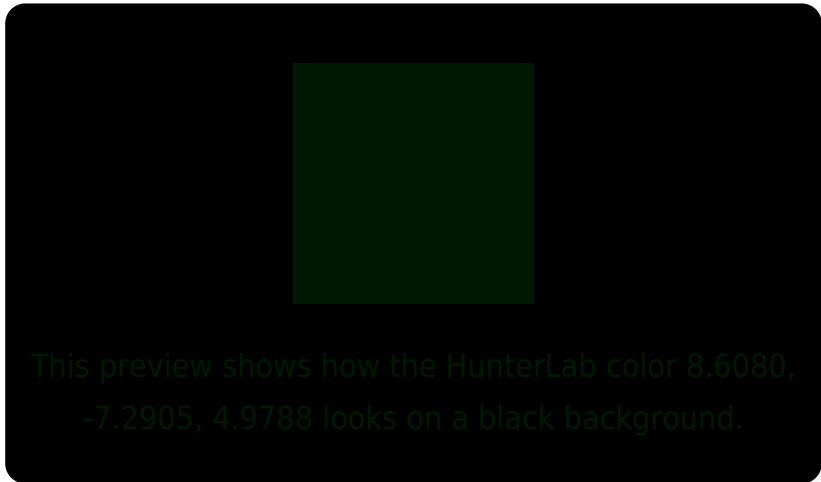 This preview shows how the HunterLab color 8.6080,
-7.2905, 4.9788 looks on a black background.